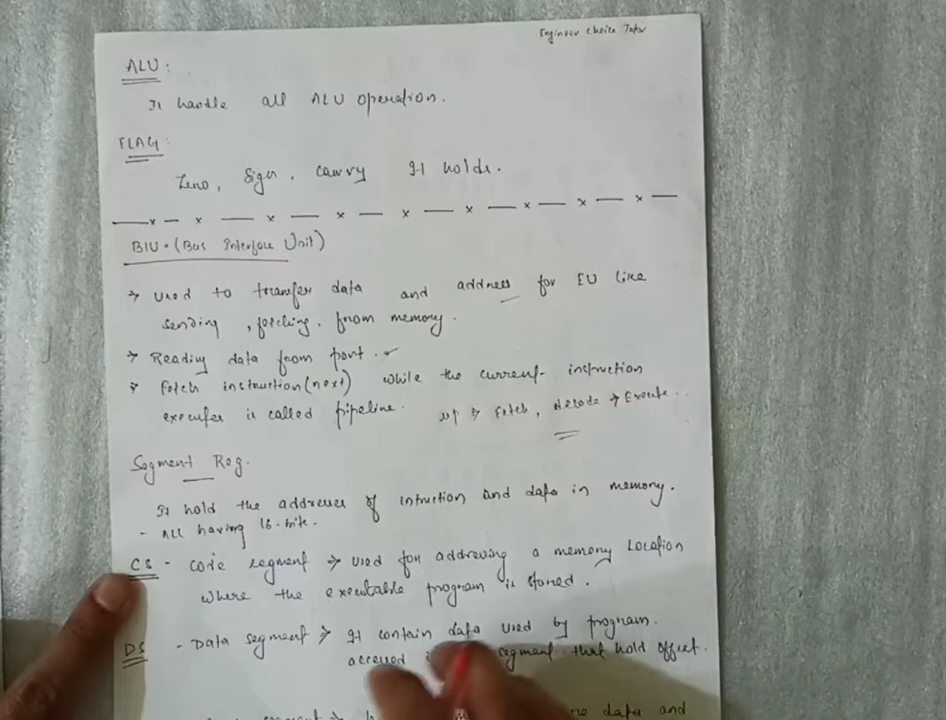 Engineer choice
ALU:
It handle all ALU operation.
FLAG:
Zero, Sign, carry It holds.
BIU - (Bus Interface Unit)
→ Used to transfer data and address for EU like
sending, fetching. from memory.
→ Reading data from port.
→ Fetch instruction (next) while the current instruction
executes is called pipeline. → Fetch, Decode → Execute..
Segment Reg.
It hold the addresses of intruction and data in memory.
- ALL having 16-bits.
CS - Code segment → Used for addressing a memory Location
where the executable program is stored.
DS - Data segment → It contain data used by program.
accessed segment that hold offset.
data and